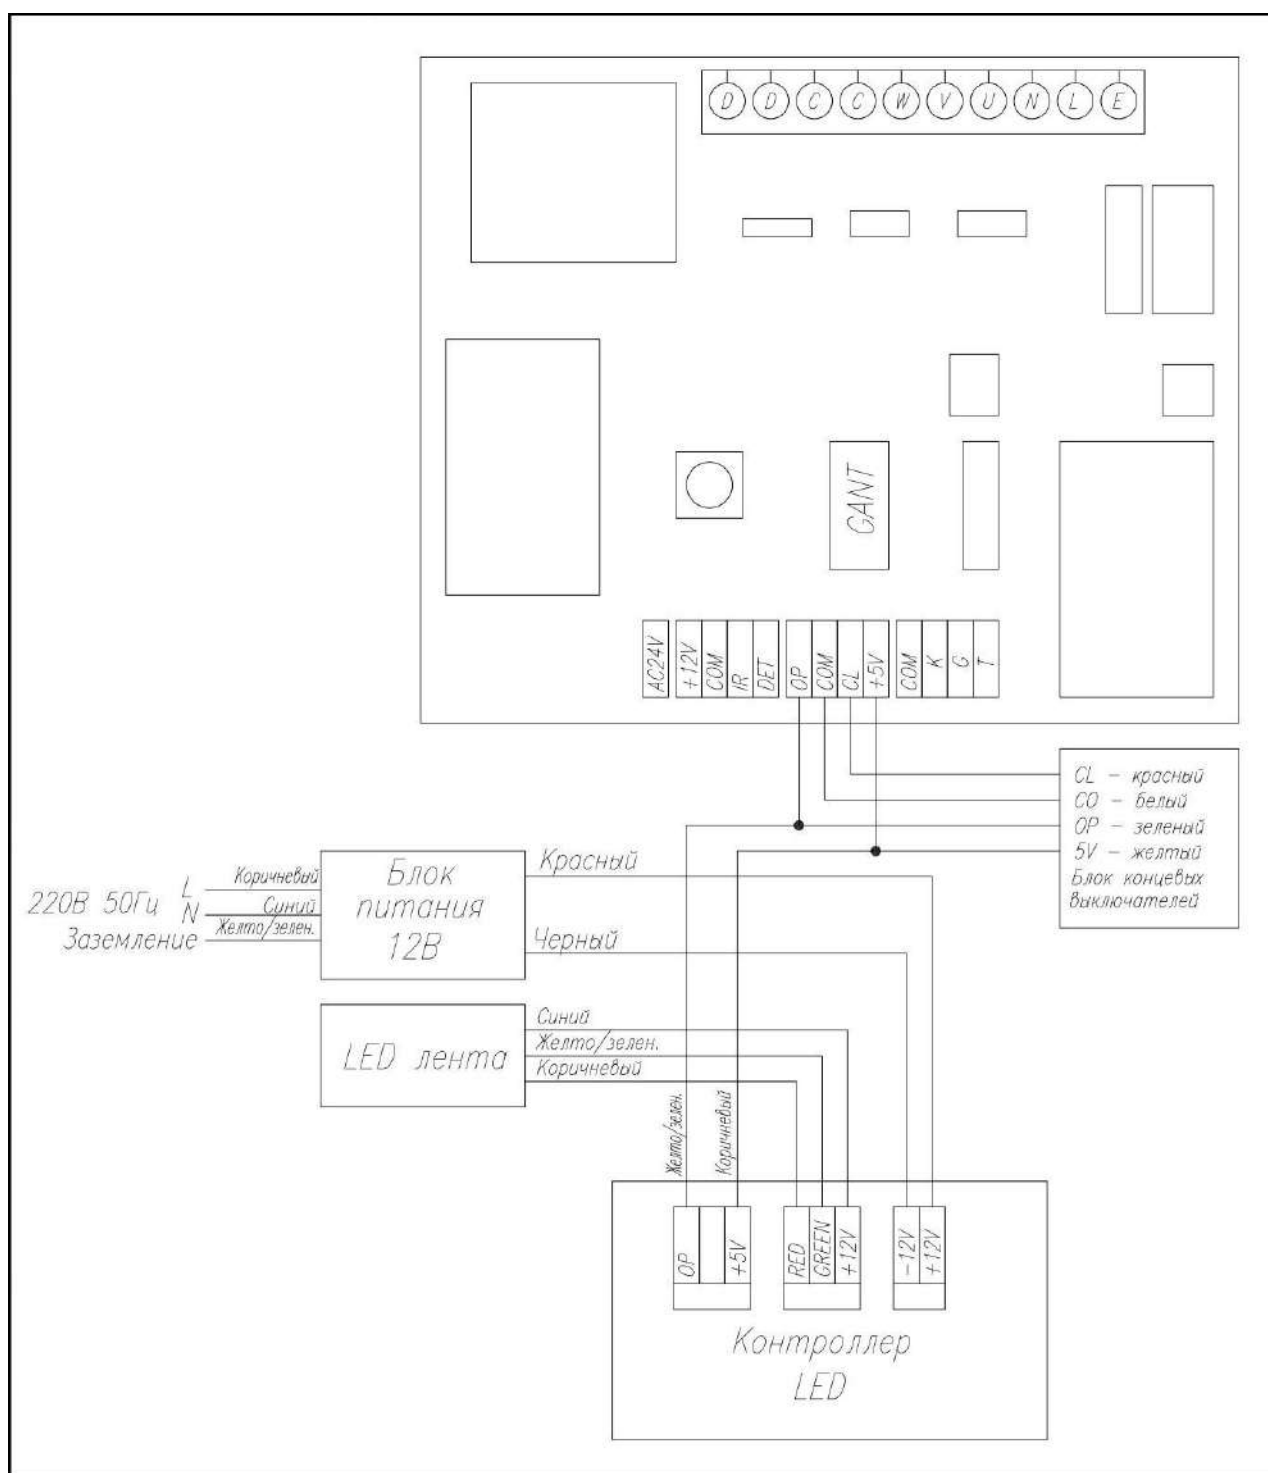 D D C C W V U N L E
GANT
AC24V
+12V
COM
IR
DET
OP
COM
CL
+5V
COM
K
G
T
CL – красный
CO – белый
OP – зеленый
5V – желтый
Блок концевых
выключателей
220В 50Гц
L
N
Заземление
Коричневый
Синий
Желто/зелен.
Блок
питания
12В
Красный
Черный
LED лента
Синий
Желто/зелен.
Коричневый
Желто/зелен.
Коричневый
OP
+5V
RED
GREEN
+12V
-12V
+12V
Контроллер
LED